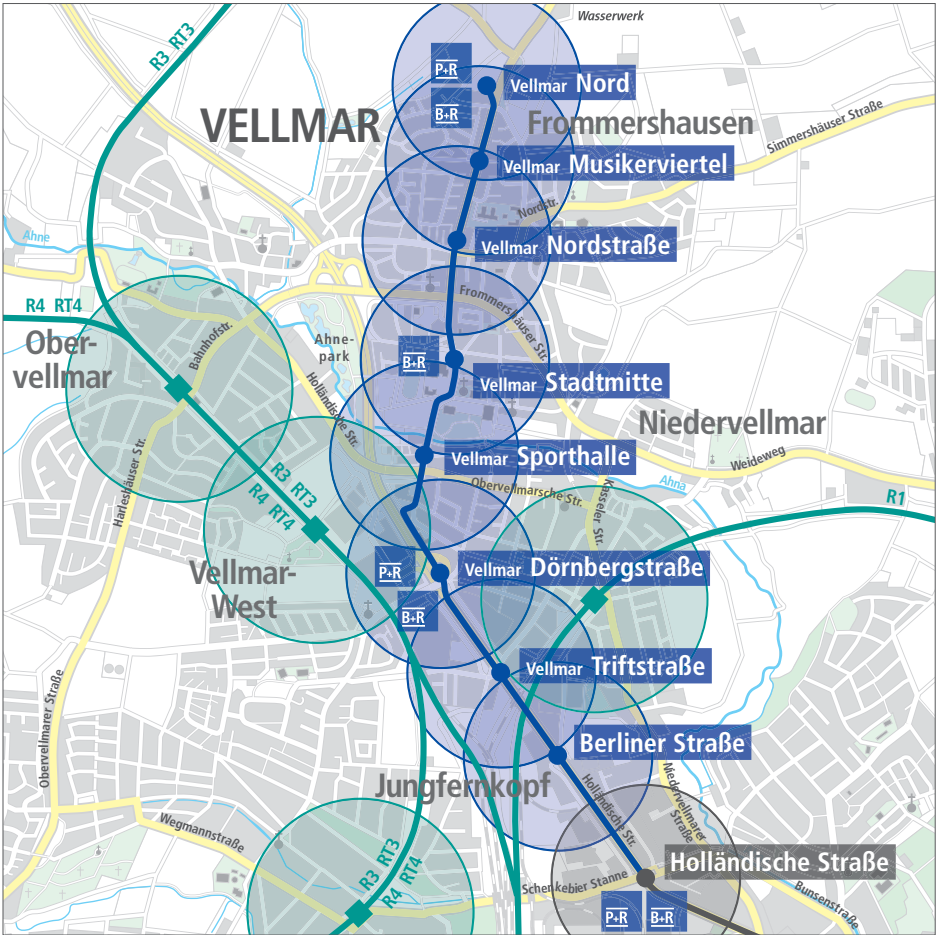 Wasserwerk
R3 RT3
P+R
Vellmar Nord
B+R
VELLMAR
Frommershausen
Simmershäuser Straße
Vellmar Musikerviertel
Nordstr.
Ahne
Vellmar Nordstraße
Frommershäuser Str.
R4 RT4
Ober-
vellmar
Bahnhofstr.
Ahne-
park
B+R
Holländische Str.
Vellmar Stadtmitte
Niedervellmar
Harleshäuser Str.
Vellmar Sporthalle
Weideweg
Ahna
R3 RT3
R4 RT4
Obervellmarsche Str.
Kasseler Str.
R1
Vellmar-
West
P+R
Vellmar Dörnbergstraße
B+R
Vellmar Triftstraße
Obervellmarer Straße
Berliner Straße
Jungfernkopf
Holländische Str.
Niedervellmarer
Straße
Wegmannstraße
R3 RT3
R4 RT4
Holländische Straße
Schenkebier Stanne
Bunsenstraße
P+R
B+R